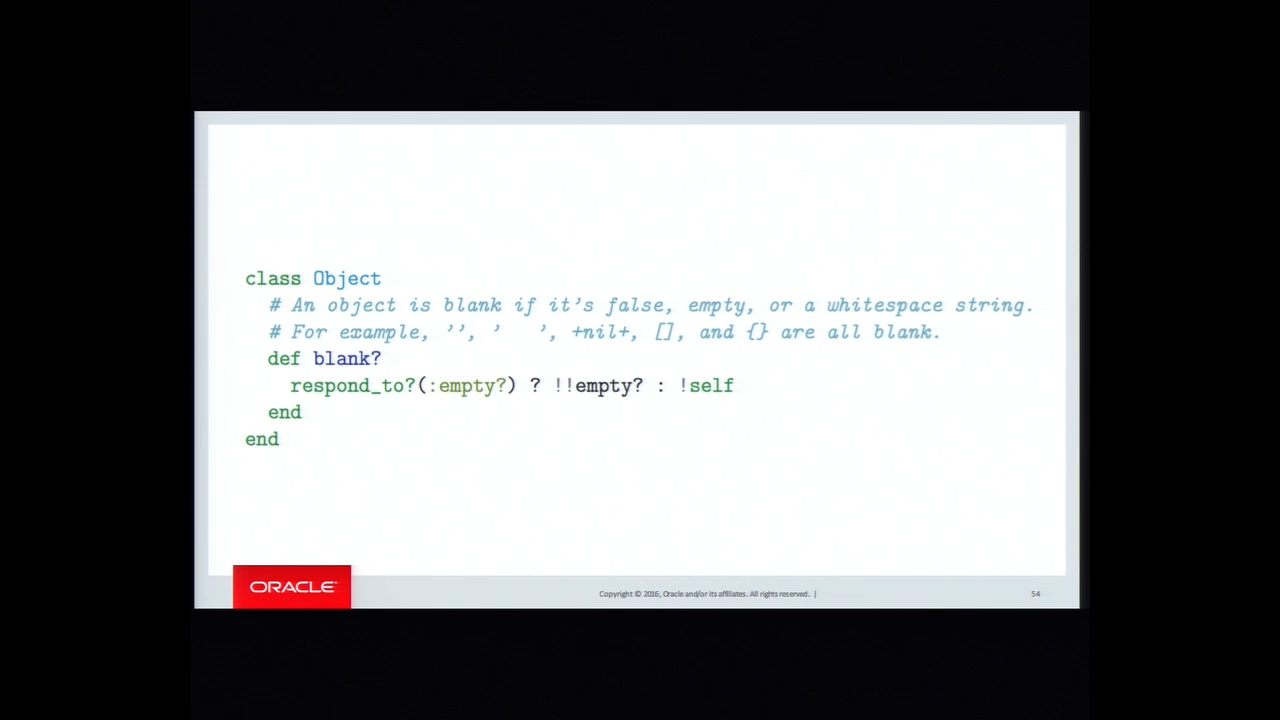 class Object
# An object is blank if it's false, empty, or a whitespace string.
# For example, '', '   ', +nil+, [], and {} are all blank.
def blank?
respond_to?(:empty?) ? !!empty? : !self
end
end
ORACLE
Copyright © 2016, Oracle and/or its affiliates. All rights reserved. |
54